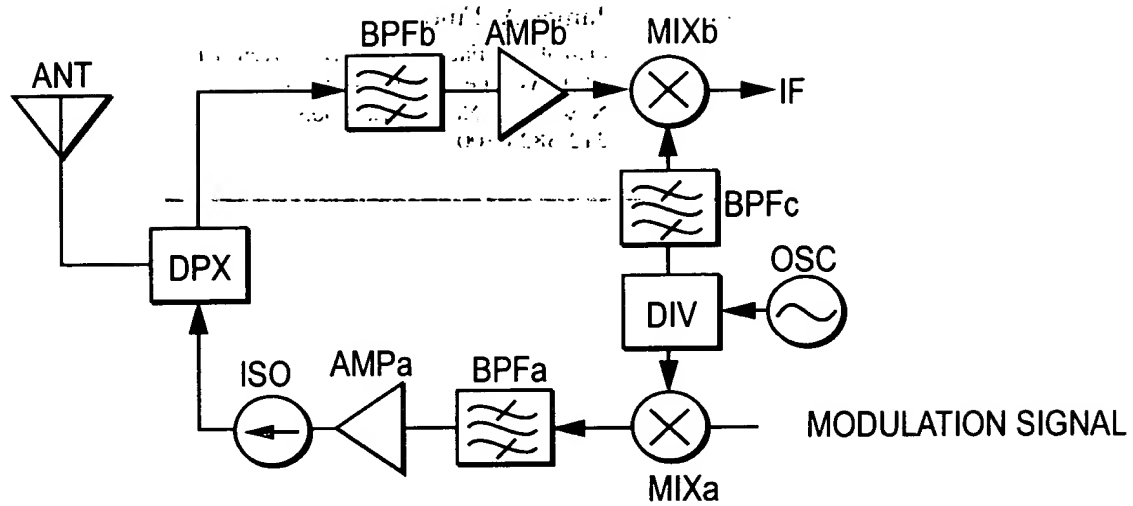 BPFb
AMPb
MIXb
ANT
IF
BPFc
DPX
OSC
DIV
ISO
AMPa
BPFa
MODULATION SIGNAL
MIXa